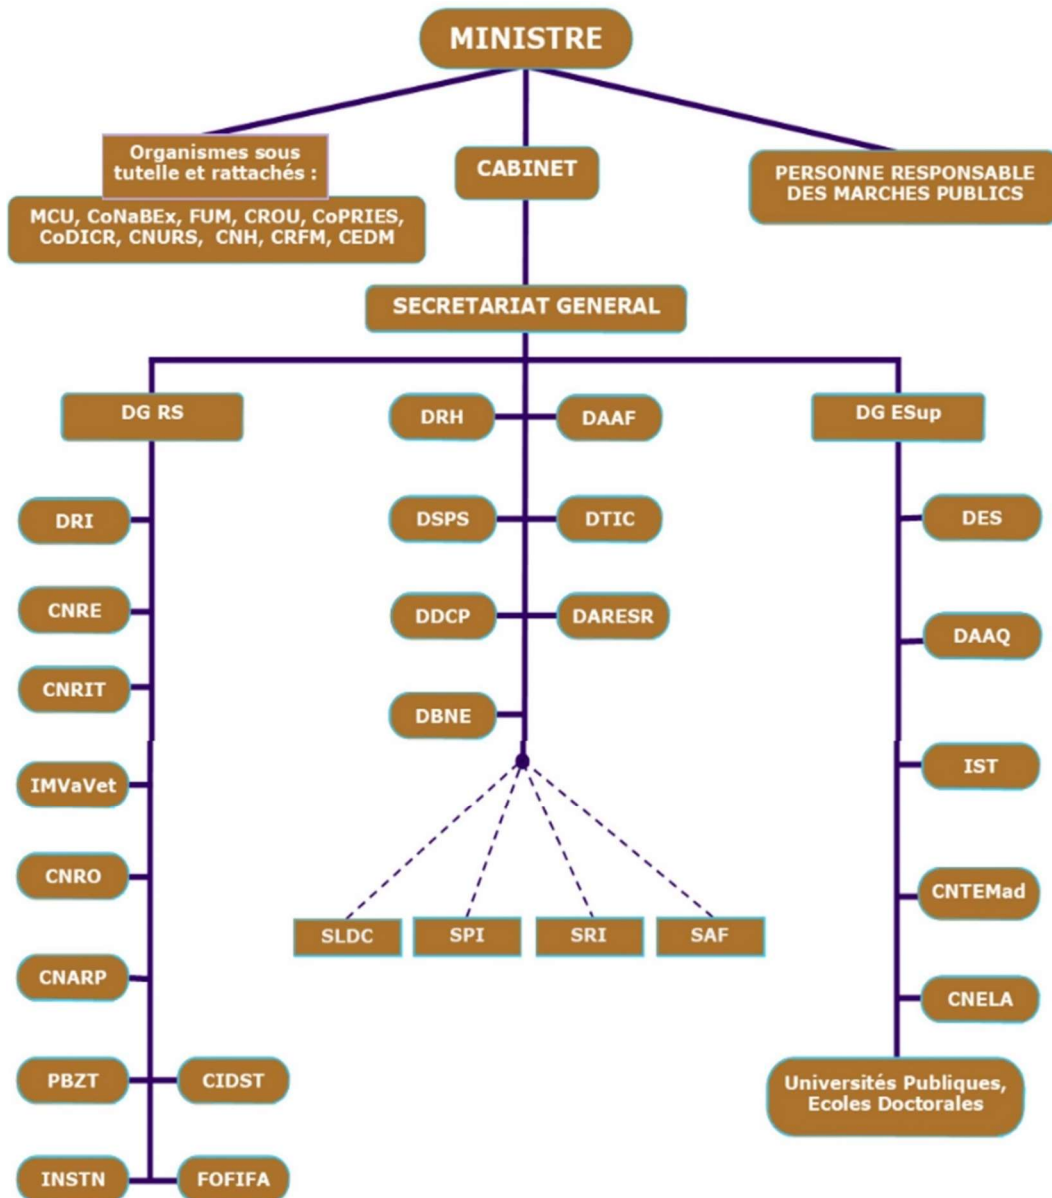 MINISTRE
Organismes sous
tutelle et rattachés :
MCU, CoNaBEx, FUM, CROU, CoPRIES,
CoDICR, CNURS, CNH, CRFM, CEDM
CABINET
PERSONNE RESPONSABLE
DES MARCHES PUBLICS
SECRETARIAT GENERAL
DG RS
DRH
DAAF
DG ESup
DRI
DSPS
DTIC
DES
CNRE
DDCP
DARESR
DAAQ
CNRIT
DBNE
IMVaVet
IST
CNRO
CNTEMad
SLDC
SPI
SRI
SAF
CNARP
CNELA
PBZT
CIDST
Universités Publiques,
Ecoles Doctorales
INSTN
FOFIFA